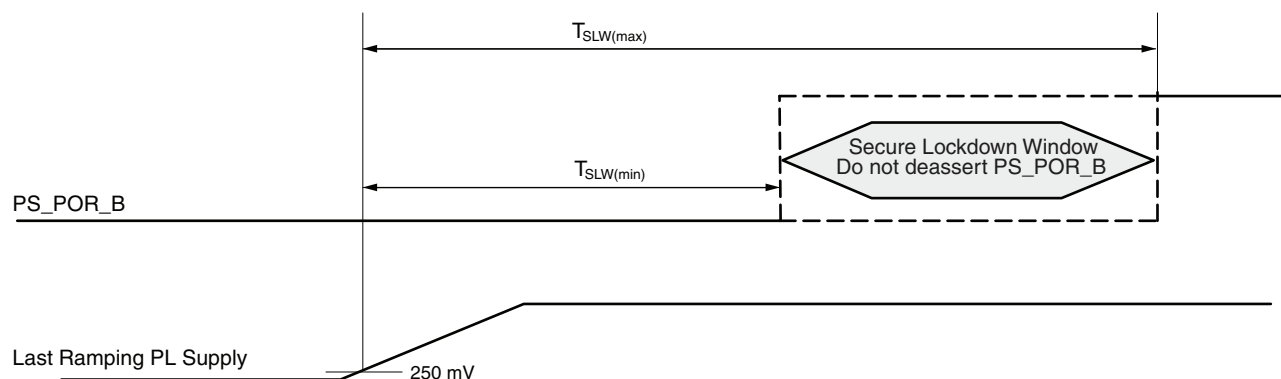 TSLW(max)
Secure Lockdown Window
Do not deassert PS_POR_B
TSLW(min)
PS_POR_B
Last Ramping PL Supply
250 mV